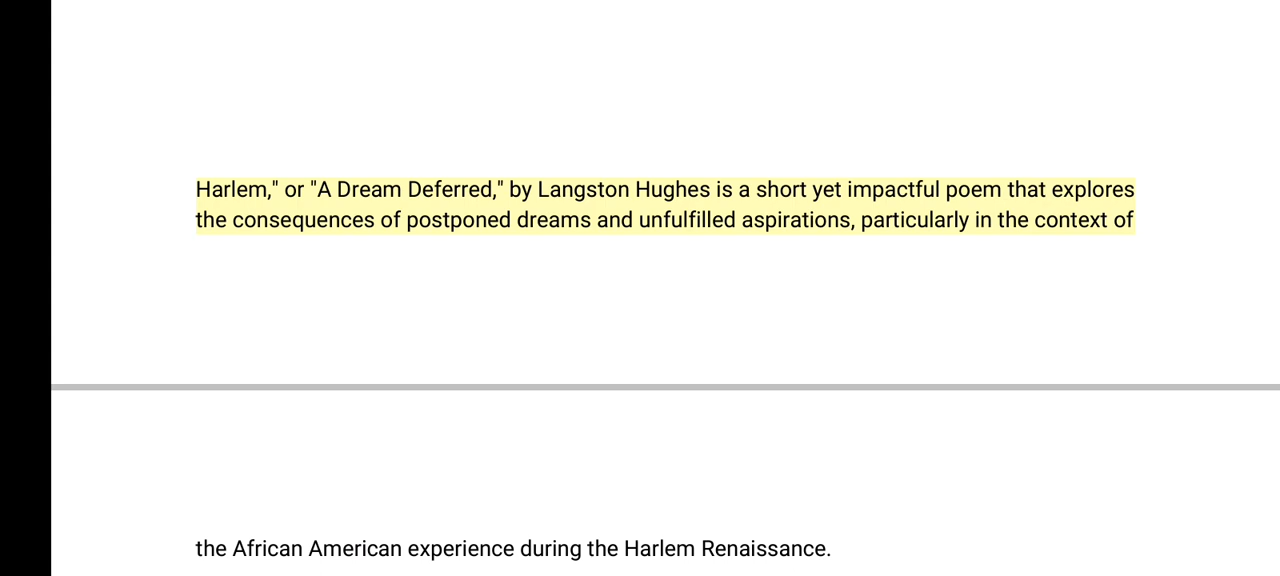 Harlem," or "A Dream Deferred," by Langston Hughes is a short yet impactful poem that explores
the consequences of postponed dreams and unfulfilled aspirations, particularly in the context of
the African American experience during the Harlem Renaissance.